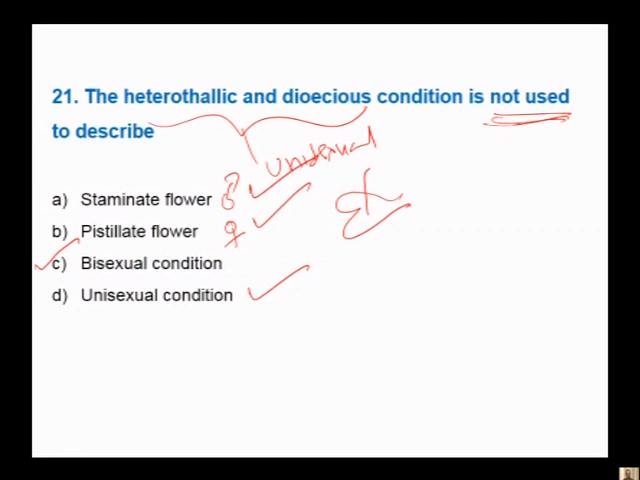 21. The heterothallic and dioecious condition is not used
to describe
unisexual
a) Staminate flower ♂
b) Pistillate flower ♀
c) Bisexual condition
d) Unisexual condition